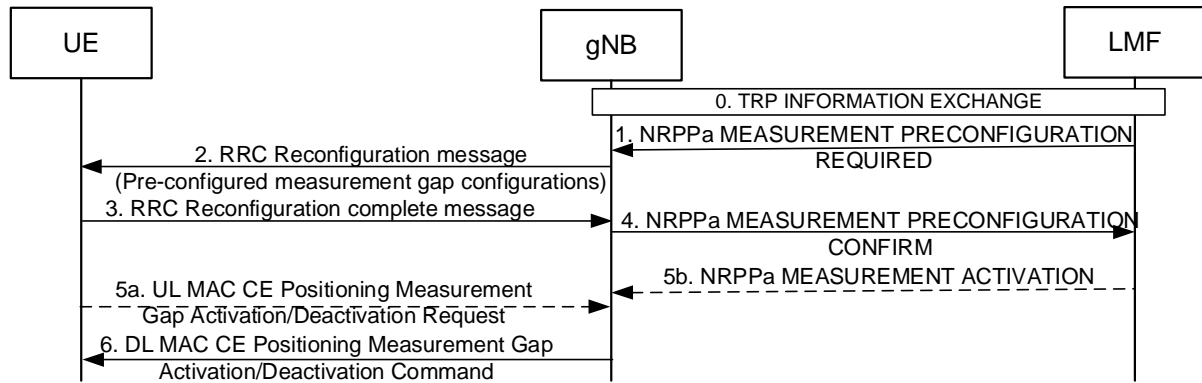 UE
gNB
LMF
0. TRP INFORMATION EXCHANGE
1. NRPPa MEASUREMENT PRECONFIGURATION
REQUIRED
2. RRC Reconfiguration message
(Pre-configured measurement gap configurations)
3. RRC Reconfiguration complete message
4. NRPPa MEASUREMENT PRECONFIGURATION
CONFIRM
5a. UL MAC CE Positioning Measurement
Gap Activation/Deactivation Request
5b. NRPPa MEASUREMENT ACTIVATION
6. DL MAC CE Positioning Measurement Gap
Activation/Deactivation Command